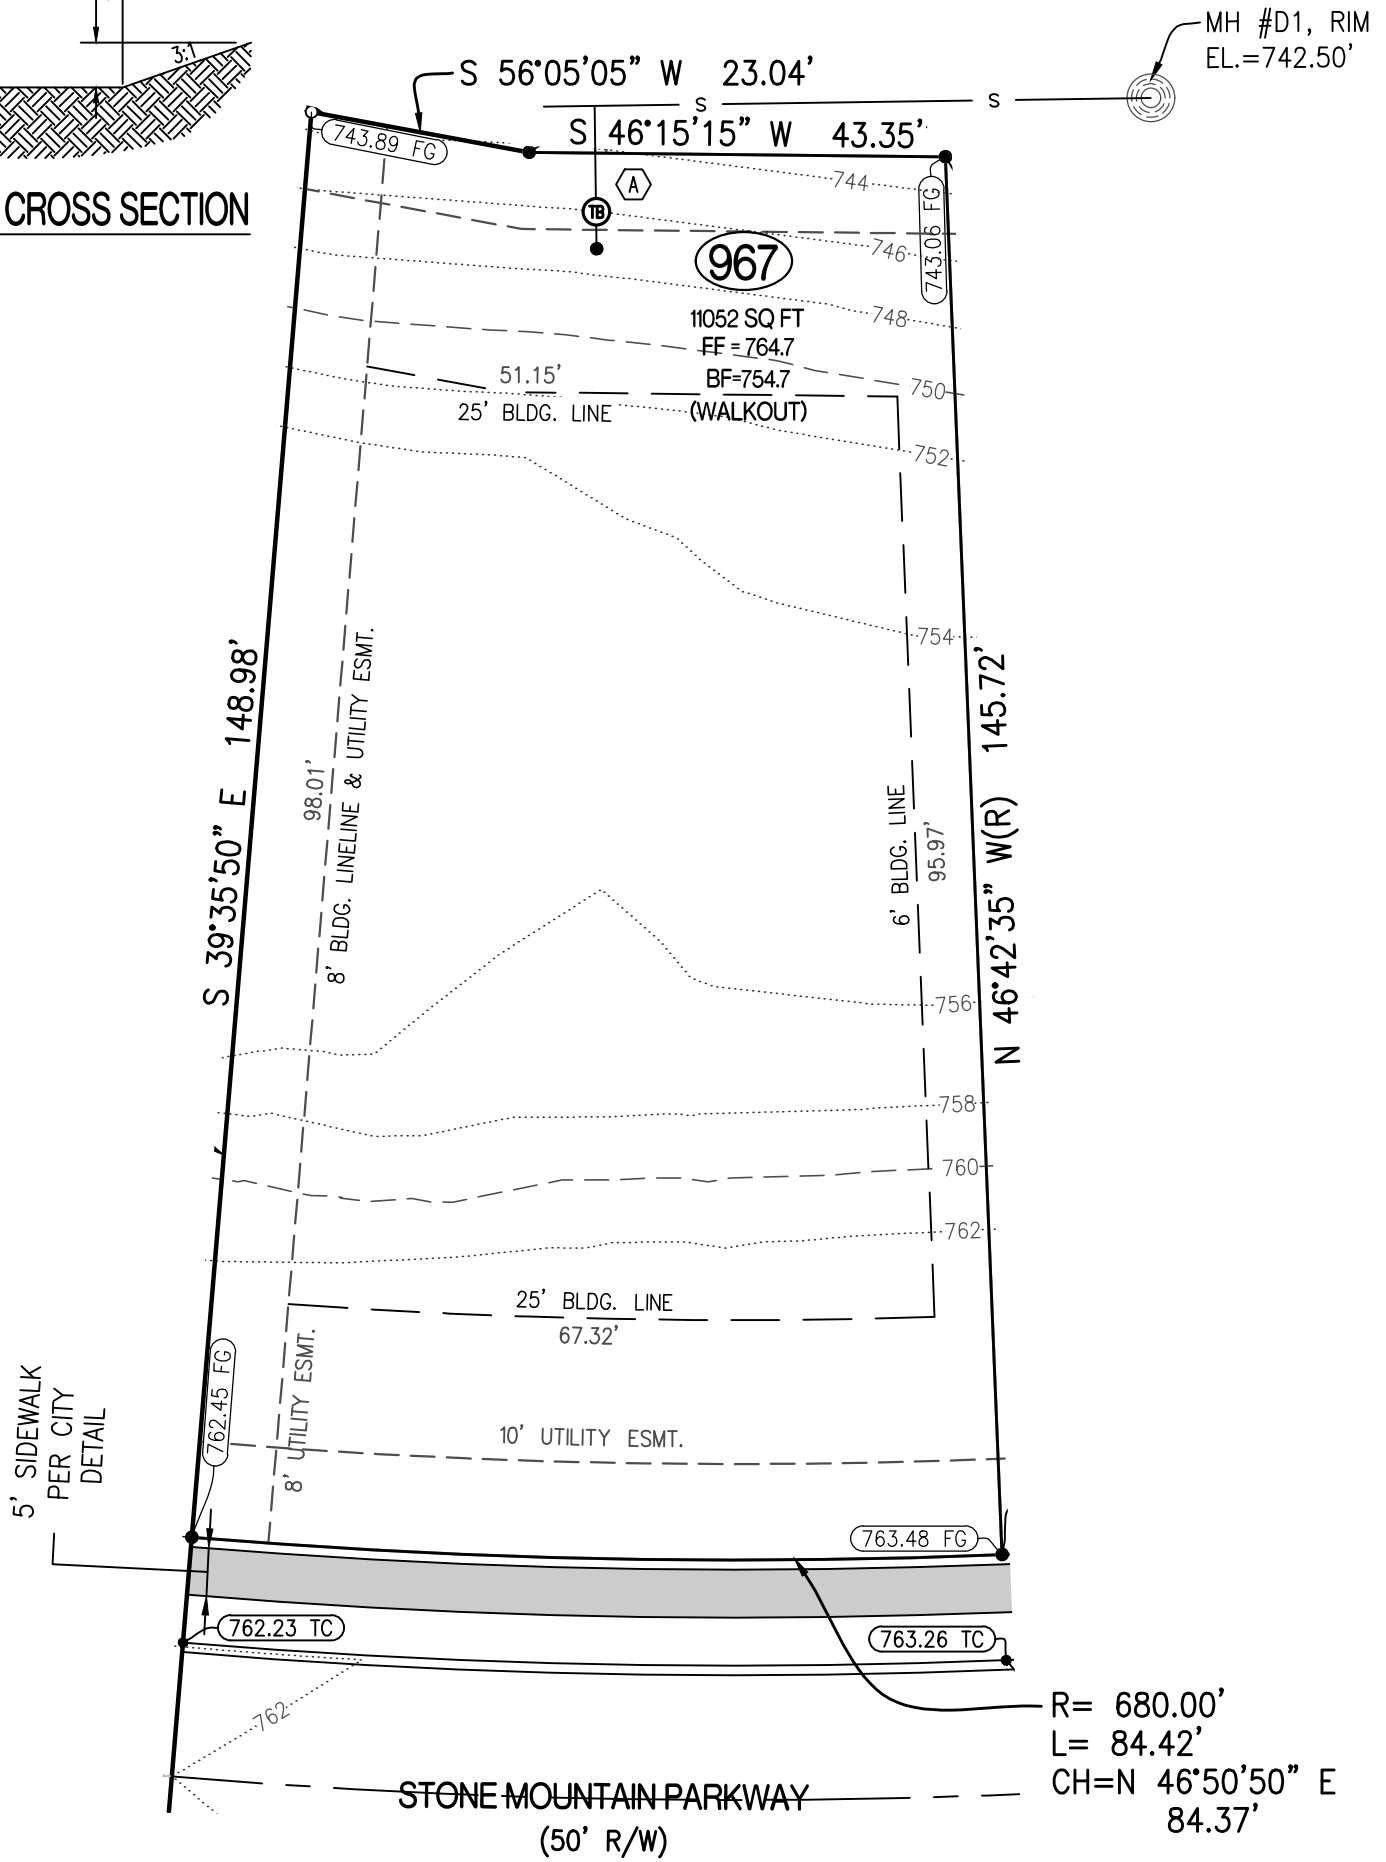 MH #D1, RIM
EL.=742.50'
3:1
S 56°05'05" W 23.04'
S
S
S 46°15'15" W 43.35'
743.89 FG
CROSS SECTION
A
TB
744
743.06 FG
746
967
748
11052 SQ FT
FF = 764.7
BF=754.7
(WALKOUT)
51.15'
25' BLDG. LINE
750
752
754
S 39°35'50" E 148.98'
98.01'
8' BLDG. LINELINE & UTILITY ESMT.
6' BLDG. LINE
95.97'
N 46°42'35" W(R) 145.72'
756
758
760
762
25' BLDG. LINE
67.32'
762.45 FG
8' UTILITY ESMT.
10' UTILITY ESMT.
5' SIDEWALK
PER CITY
DETAIL
763.48 FG
762.23 TC
763.26 TC
762
R= 680.00'
L= 84.42'
CH=N 46°50'50" E
84.37'
STONE MOUNTAIN PARKWAY
(50' R/W)